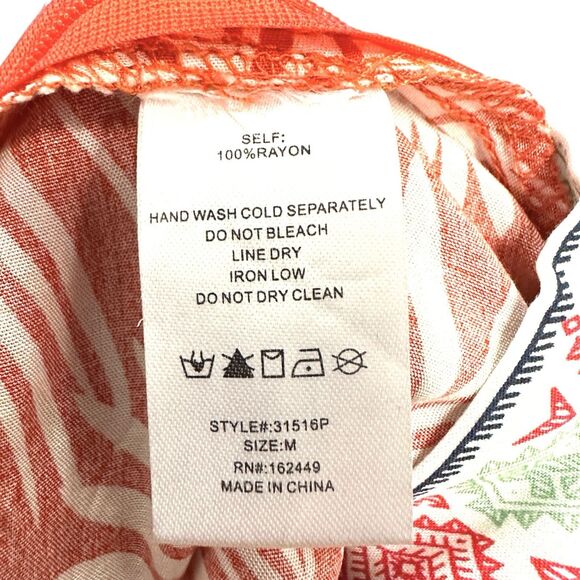 SELF:
100%RAYON
HAND WASH COLD SEPARATELY
DO NOT BLEACH
LINE DRY
IRON LOW
DO NOT DRY CLEAN
STYLE#:31516P
SIZE:M
RN#:162449
MADE IN CHINA